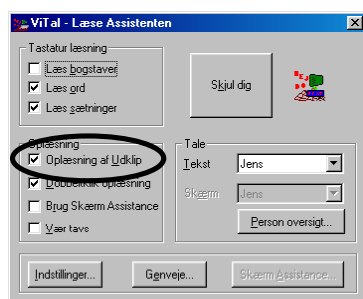 ViTal - Læse Assistenten
Tastatur læsning
Læs bogstaver
Læs ord
Læs sætninger
Skjul dig
Oplæsning
Oplæsning af Udklip
Dobbeltklik oplæsning
Brug Skærm Assistance
Vær tavs
Tale
Tekst Jens
Skærm Jens
Person oversigt...
Indstillinger... Genveje... Skærm Assistance...